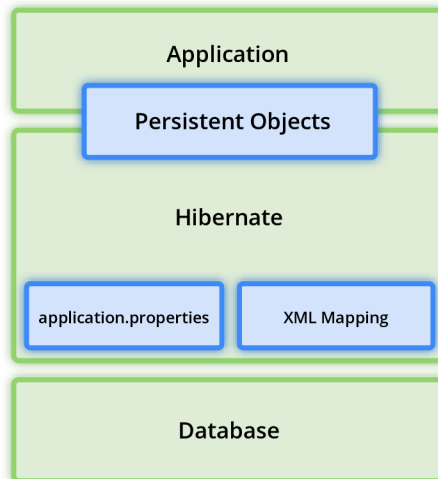 Application
Persistent Objects
Hibernate
application.properties
XML Mapping
Database